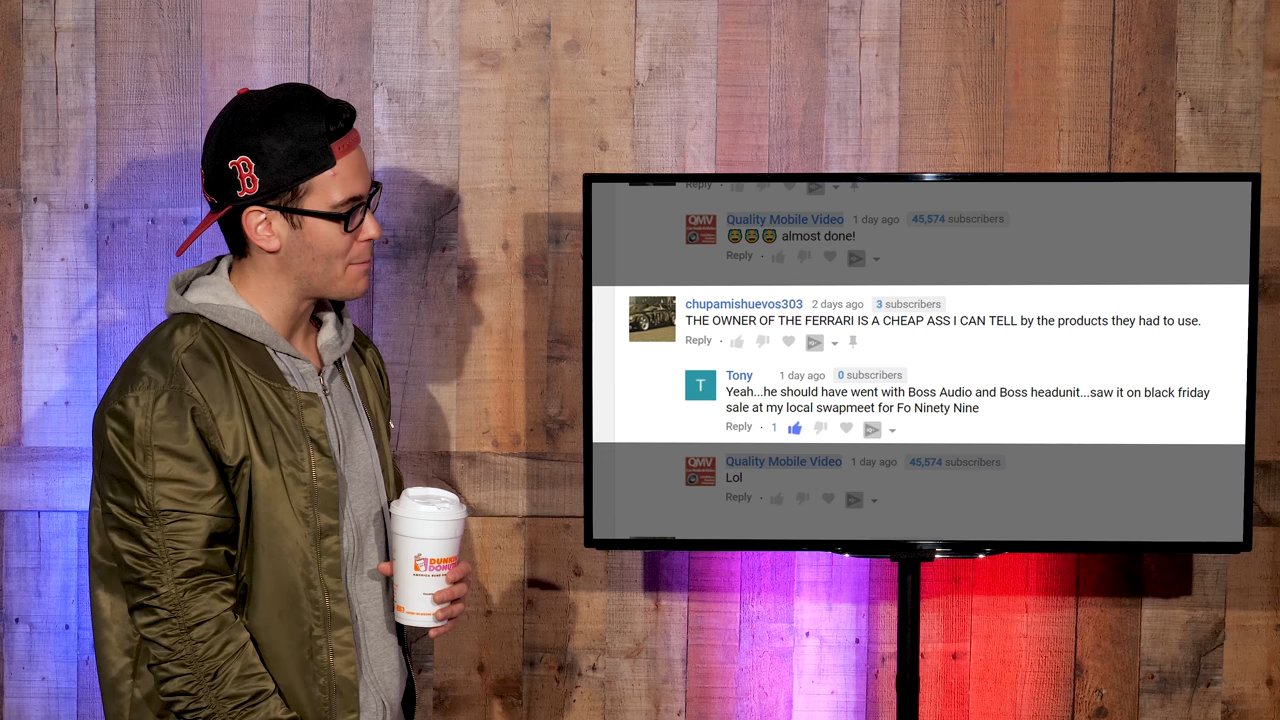 B
Reply
QMV
Quality Mobile Video 1 day ago 45,574 subscribers
almost done!
Reply
chupamishuevos303 2 days ago 3 subscribers
THE OWNER OF THE FERRARI IS A CHEAP ASS I CAN TELL by the products they had to use.
Reply
T
Tony 1 day ago 0 subscribers
Yeah...he should have went with Boss Audio and Boss headunit...saw it on black friday
sale at my local swapmeet for Fo Ninety Nine
Reply 1
QMV
Quality Mobile Video 1 day ago 45,574 subscribers
Lol
Reply
DUNKIN'
DONUTS